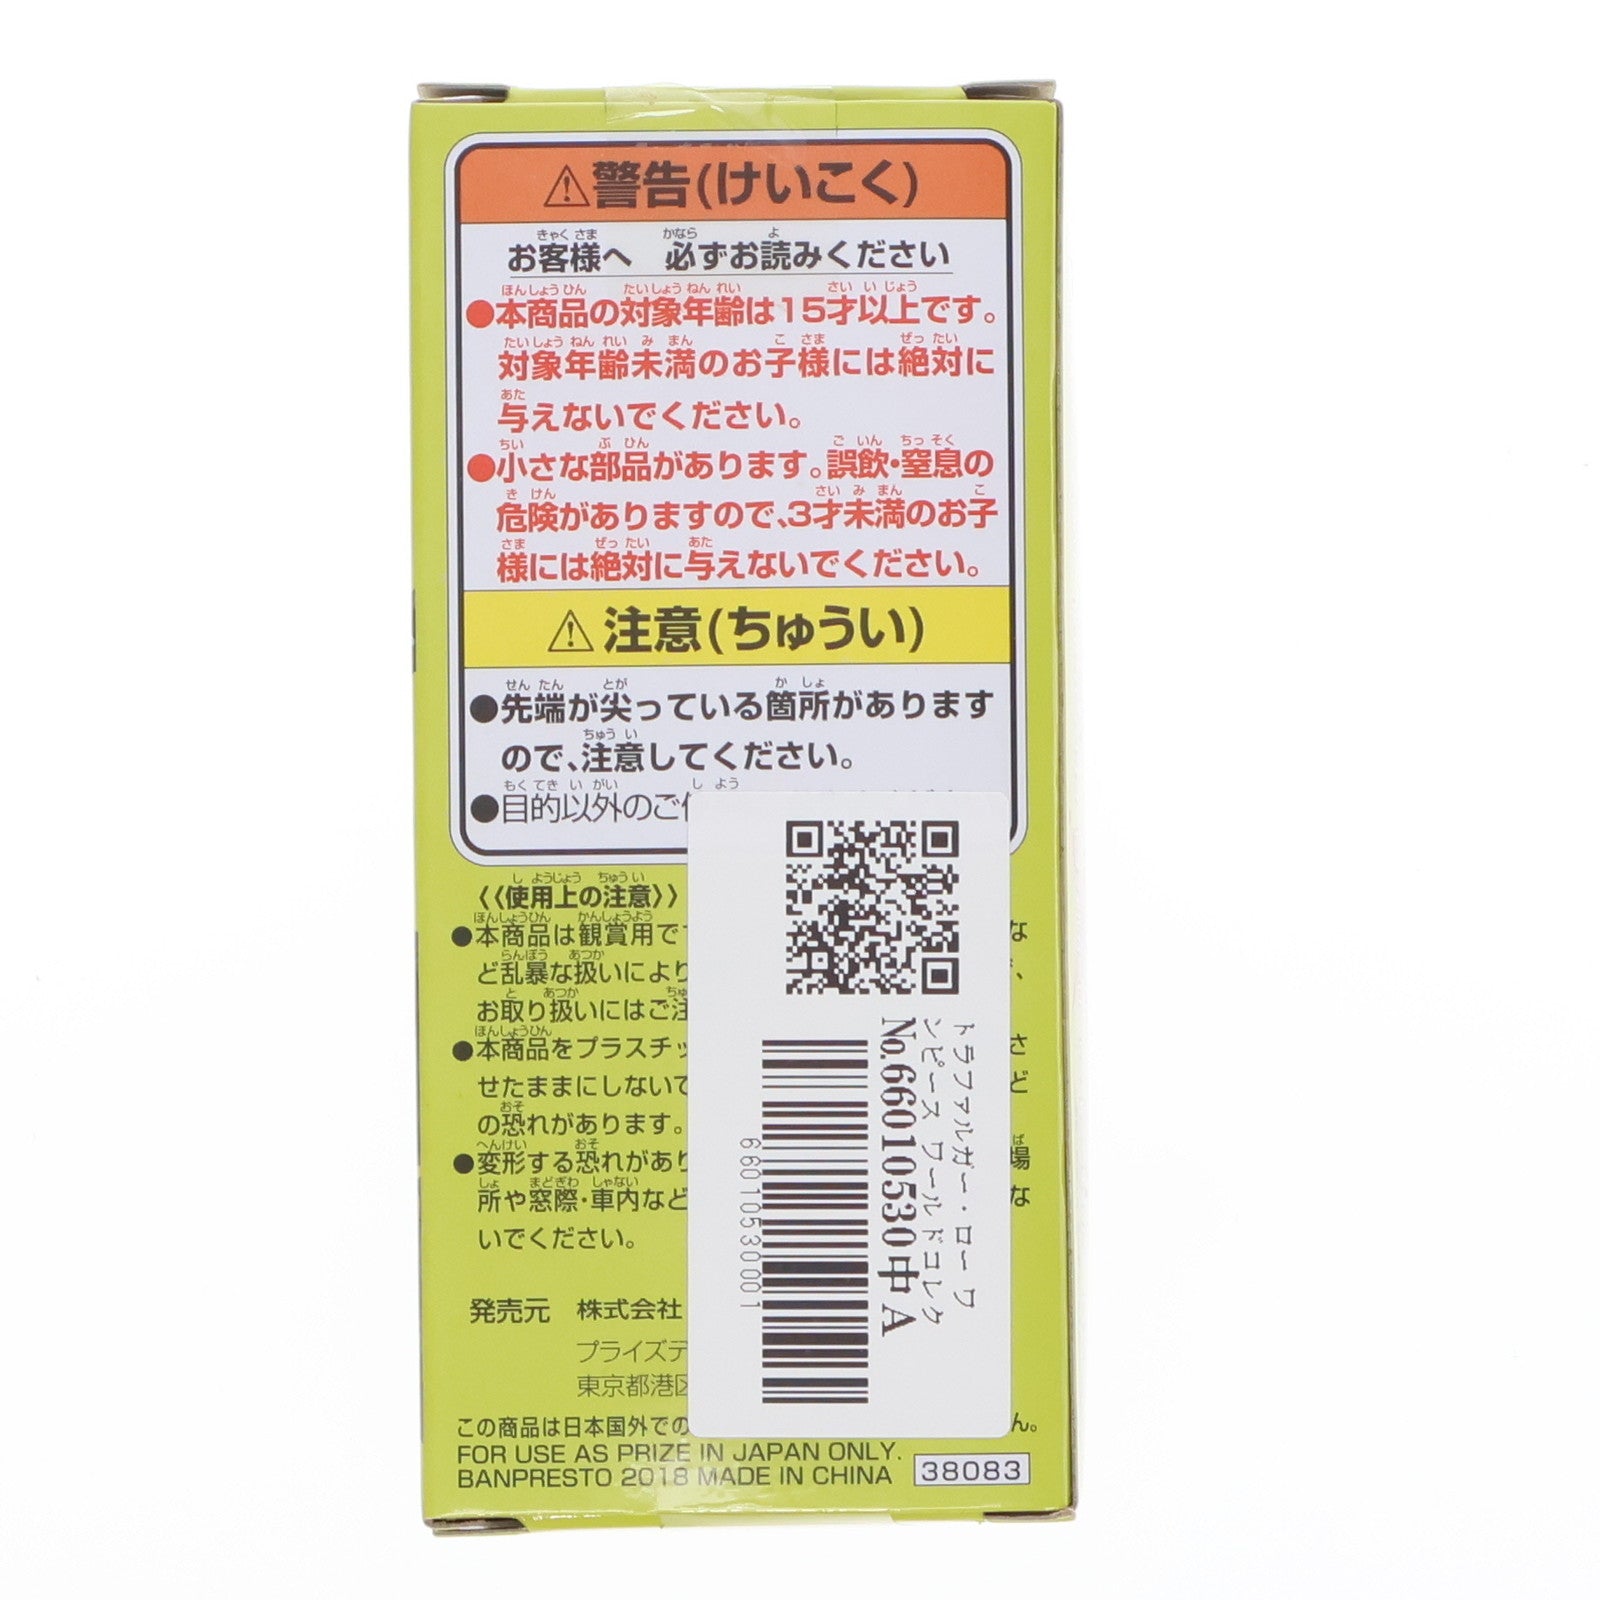 ⚠警告(けいこく)
お客様へ　必ずお読みください
●本商品の対象年齢は15才以上です。
対象年齢未満のお子様には絶対に
与えないでください。
●小さな部品があります。誤飲・窒息の
危険がありますので、3才未満のお子
様には絶対に与えないでください。
⚠注意(ちゅうい)
●先端が尖っている箇所があります
ので、注意してください。
●目的以外のご
《使用上の注意》
●本商品は観賞用で
な
ど乱暴な扱いにより
お取り扱いにはご注
●本商品をプラスチッ
さ
せたままにしないで
ど
の恐れがあります。
●変形する恐れがあり
場
所や窓際・車内など
な
いでください。
発売元　株式会社
プライズデ
東京都港区
この商品は日本国外での
ん。
FOR USE AS PRIZE IN JAPAN ONLY.
BANPRESTO 2018 MADE IN CHINA
38083
トラファルガー・ロー ワ
ンピース ワールドコレク
No.66010530中 A
66010530001